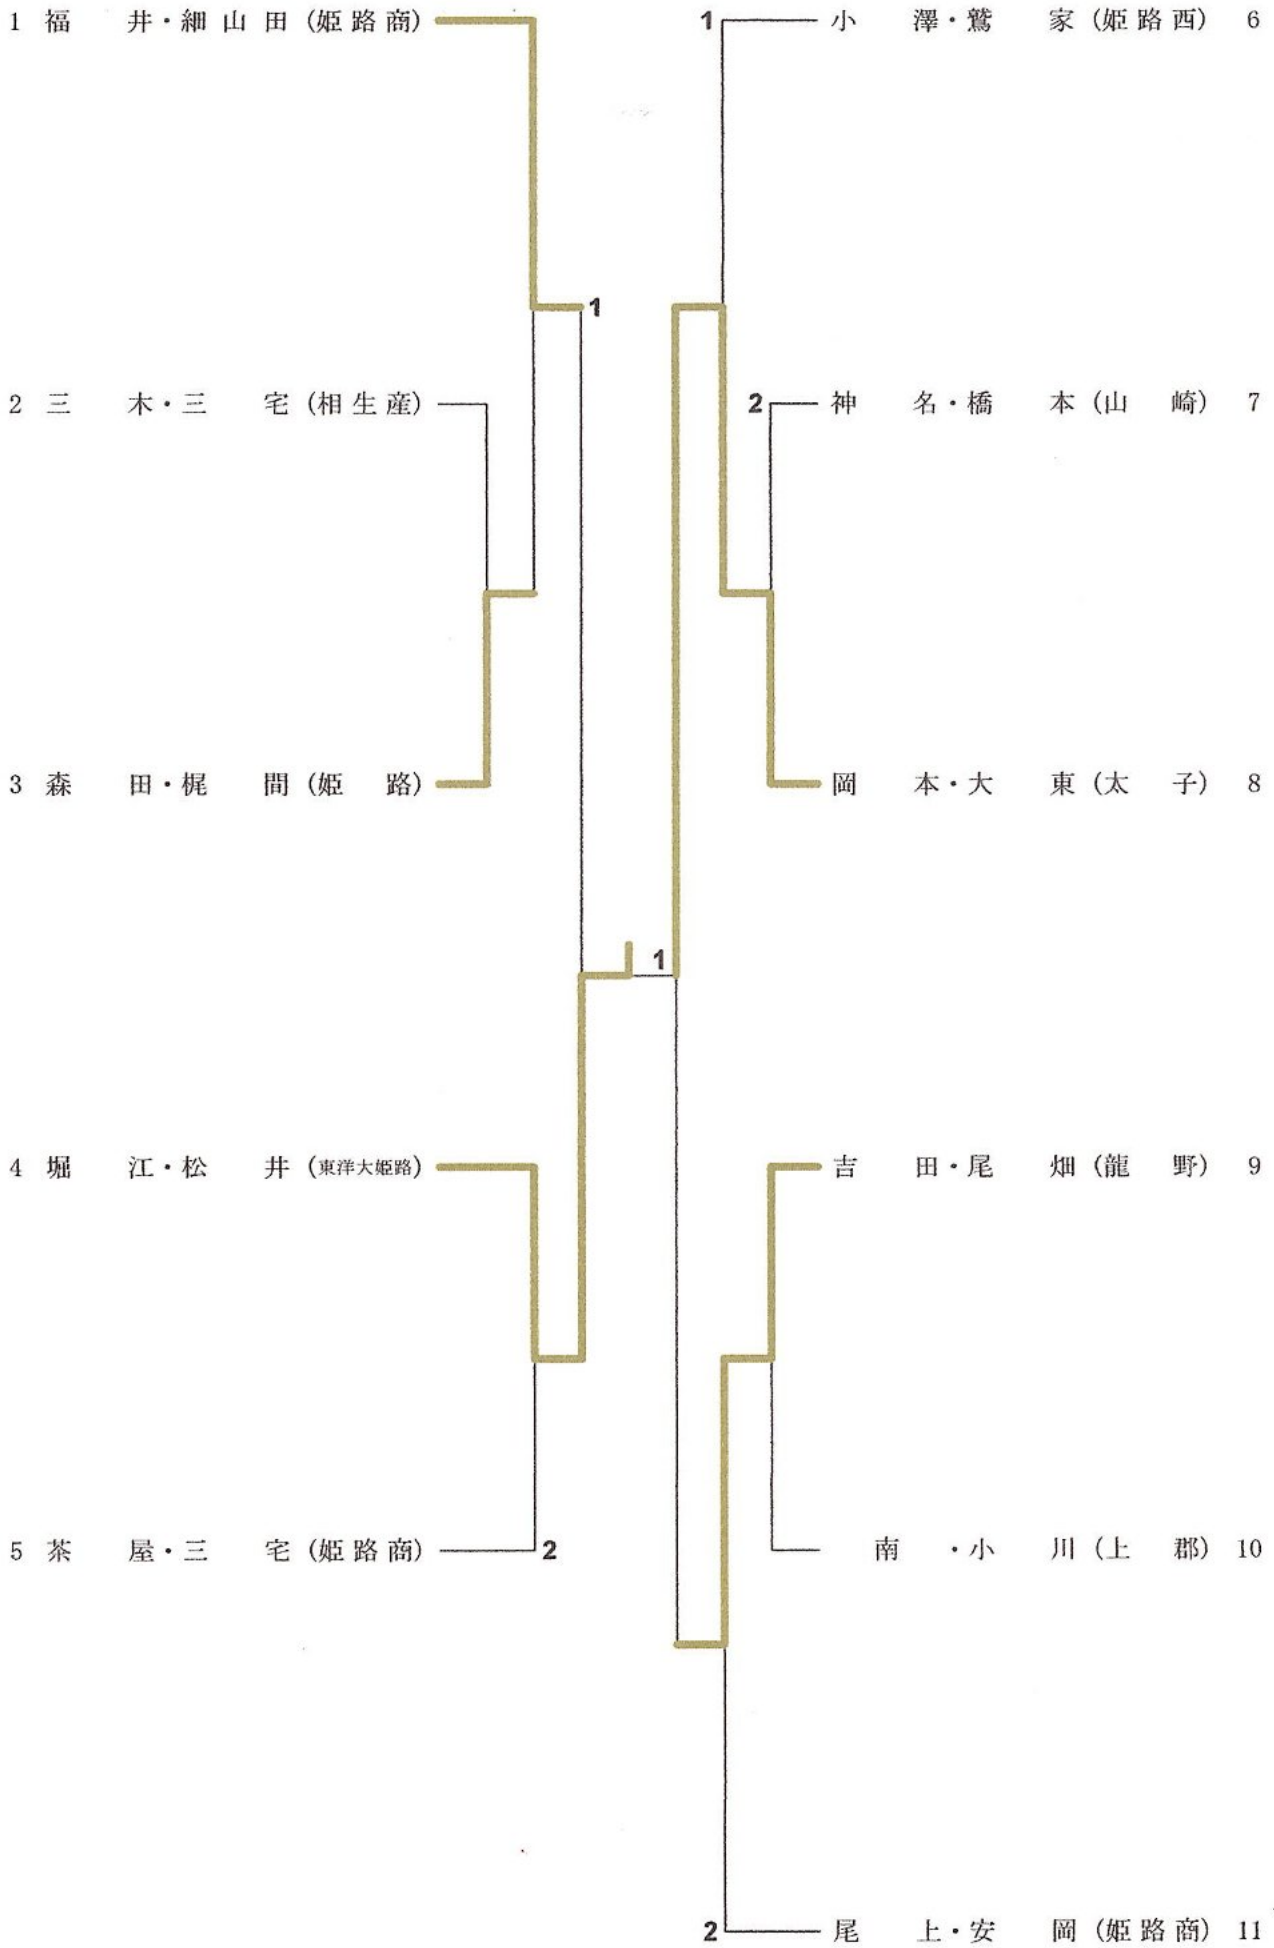 1 福 井・細 山 田 (姫 路 商)
2 三 木・三 宅 (相 生 産)
3 森 田・梶 間 (姫 路)
4 堀 江・松 井 (東洋大姫路)
5 茶 屋・三 宅 (姫 路 商)
1
2
1
1
小 澤・鷲 家 (姫 路 西) 6
2
神 名・橋 本 (山 崎) 7
岡 本・大 東 (太 子) 8
吉 田・尾 畑 (龍 野) 9
南 ・小 川 (上 郡) 10
2
尾 上・安 岡 (姫 路 商) 11